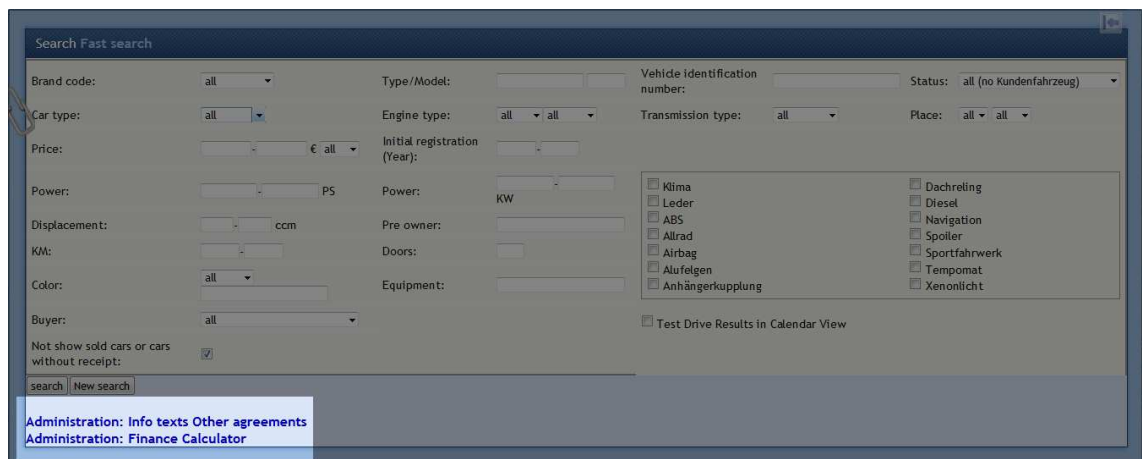 Search Fast search
Brand code: all Type/Model: Vehicle identification number: Status: all (no Kundenfahrzeug)
Car type: all Engine type: all all Transmission type: all Place: all all
Price: - € all Initial registration (Year): -
Power: - PS Power: - KW
Klima Dachreling
Leder Diesel
ABS Navigation
Allrad Spoiler
Airbag Sportfahrwerk
Alufelgen Tempomat
Anhängerkupplung Xenonlicht
Displacement: - ccm Pre owner:
KM: - Doors:
Color: all Equipment:
Buyer: all
Test Drive Results in Calendar View
Not show sold cars or cars
without receipt:
search New search
Administration: Info texts Other agreements
Administration: Finance Calculator